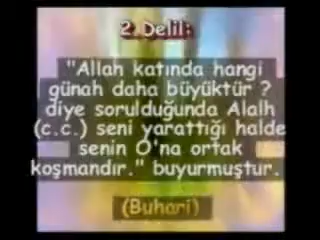 2.Delil:
"Allah katında hangi
günah daha büyüktür ?
diye sorulduğunda Alalh
(c.c.) seni yarattığı halde
senin O'na ortak
koşmandır." buyurmuştur.
(Buhari)